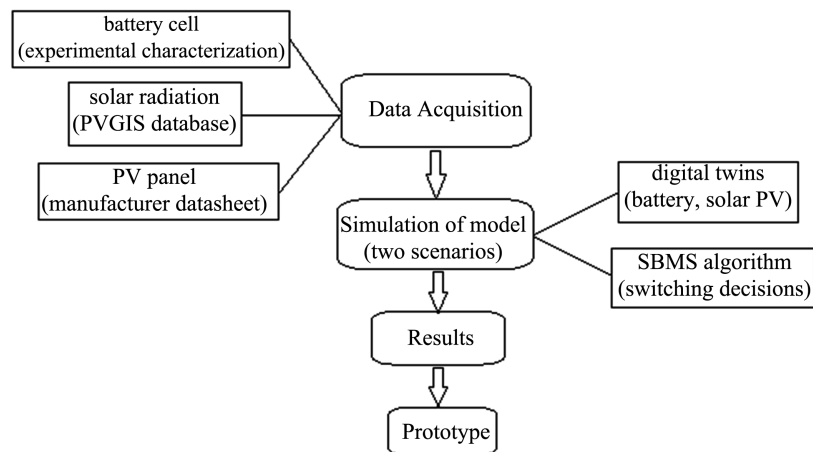 battery cell
(experimental characterization)
solar radiation
(PVGIS database)
PV panel
(manufacturer datasheet)
Data Acquisition
Simulation of model
(two scenarios)
digital twins
(battery, solar PV)
SBMS algorithm
(switching decisions)
Results
Prototype